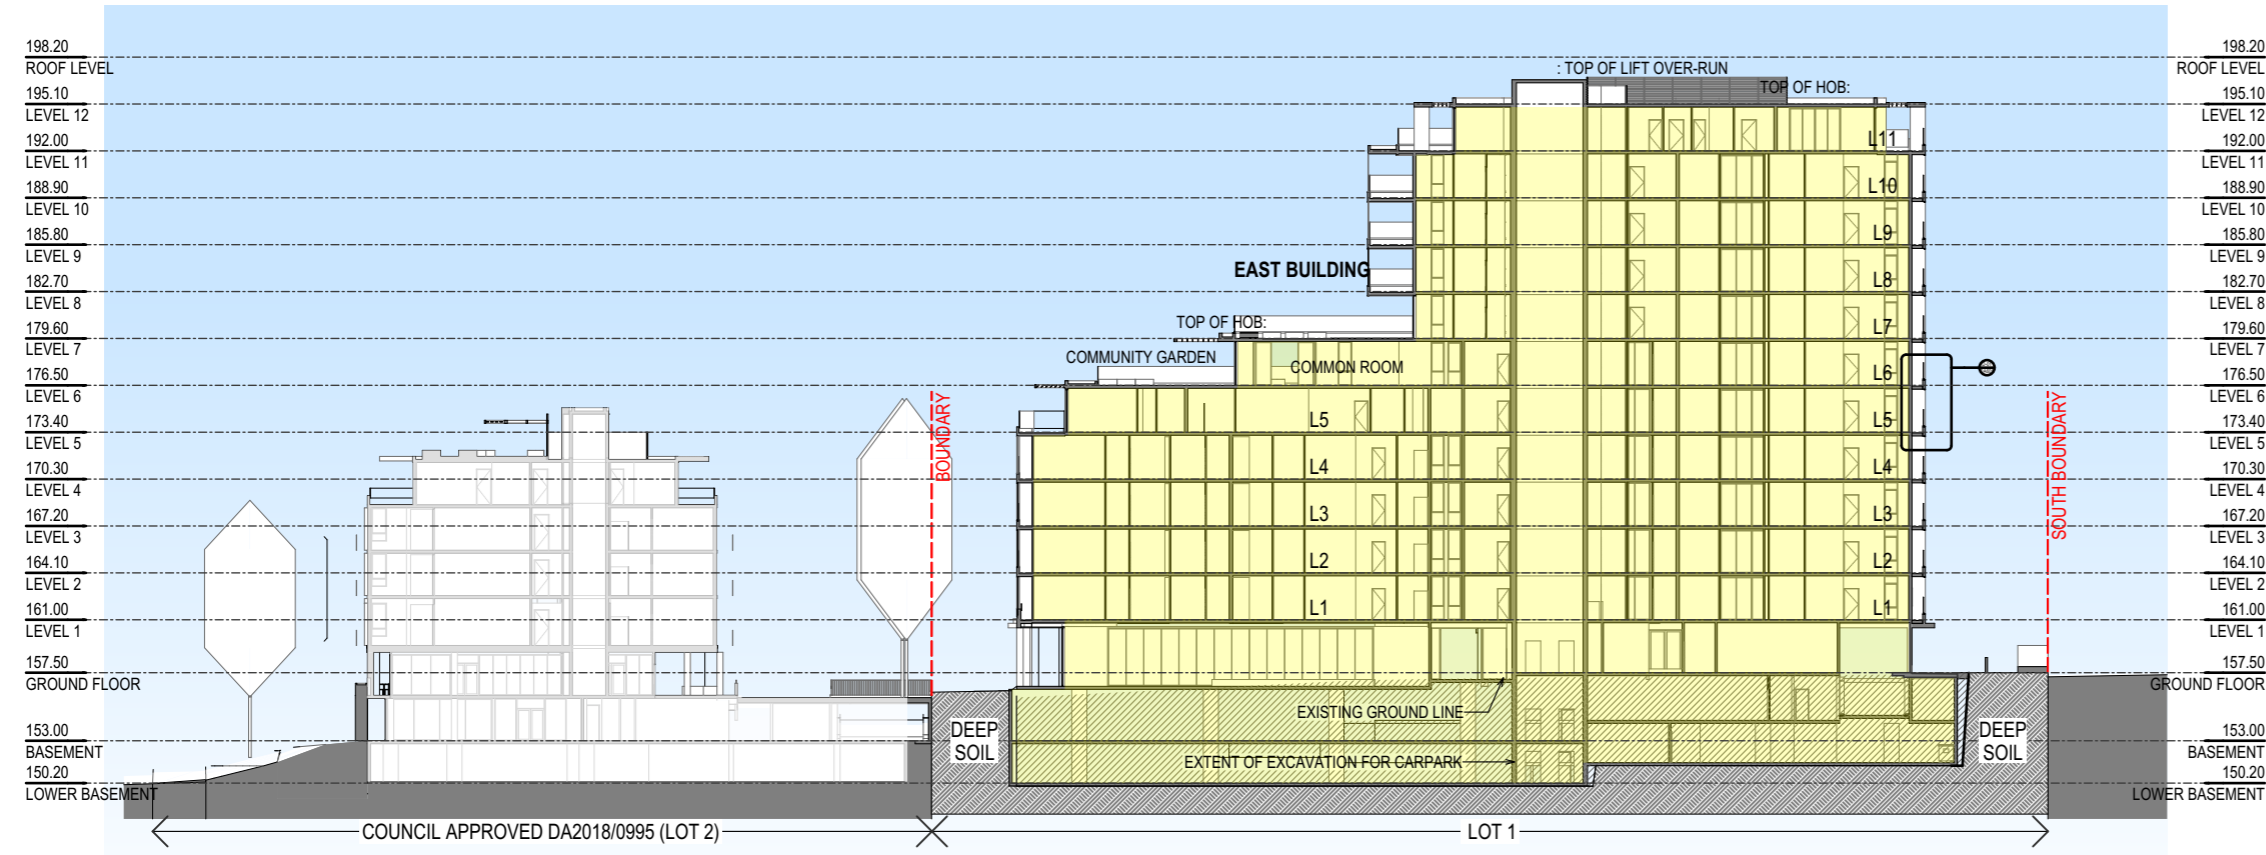 198.20
ROOF LEVEL
195.10
LEVEL 12
192.00
LEVEL 11
188.90
LEVEL 10
185.80
LEVEL 9
182.70
LEVEL 8
179.60
LEVEL 7
176.50
LEVEL 6
173.40
LEVEL 5
170.30
LEVEL 4
167.20
LEVEL 3
164.10
LEVEL 2
161.00
LEVEL 1
157.50
GROUND FLOOR
153.00
BASEMENT
150.20
LOWER BASEMENT
: TOP OF LIFT OVER-RUN
TOP OF HOB:
L11
L10
L9
EAST BUILDING
L8
TOP OF HOB:
L7
COMMUNITY GARDEN
COMMON ROOM
L6
BOUNDARY
L5
L5
L4
L4
L3
L3
L2
L2
L1
L1
SOUTH BOUNDARY
EXISTING GROUND LINE
DEEP
SOIL
EXTENT OF EXCAVATION FOR CARPARK
DEEP
SOIL
COUNCIL APPROVED DA2018/0995 (LOT 2)
LOT 1
198.20
ROOF LEVEL
195.10
LEVEL 12
192.00
LEVEL 11
188.90
LEVEL 10
185.80
LEVEL 9
182.70
LEVEL 8
179.60
LEVEL 7
176.50
LEVEL 6
173.40
LEVEL 5
170.30
LEVEL 4
167.20
LEVEL 3
164.10
LEVEL 2
161.00
LEVEL 1
157.50
GROUND FLOOR
153.00
BASEMENT
150.20
LOWER BASEMENT